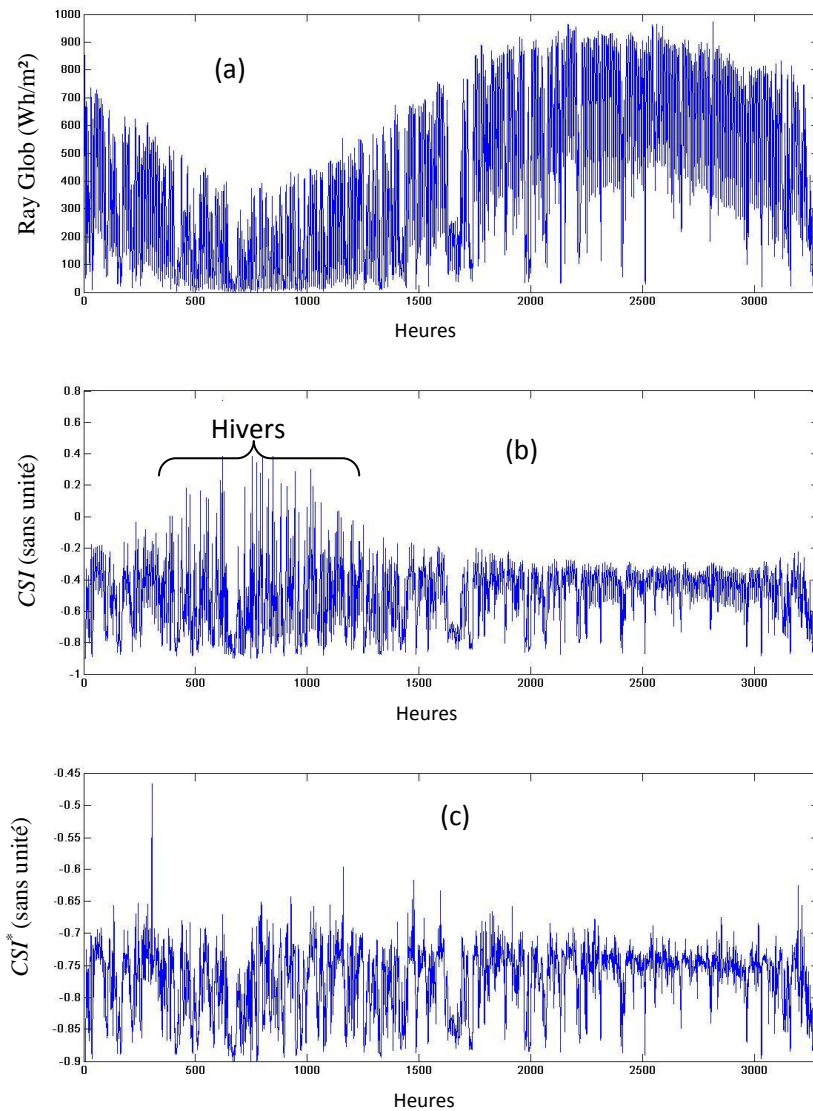 (a)
Ray Glob (Wh/m²)
1000
900
800
700
600
500
400
300
200
100
0
0 500 1000 1500 2000 2500 3000
Heures
(b)
Hivers
CSI (sans unité)
0.8
0.6
0.4
0.2
0
-0.2
-0.4
-0.6
-0.8
-1
0 500 1000 1500 2000 2500 3000
Heures
(c)
CSI* (sans unité)
-0.45
-0.5
-0.55
-0.6
-0.65
-0.7
-0.75
-0.8
-0.85
-0.9
0 500 1000 1500 2000 2500 3000
Heures